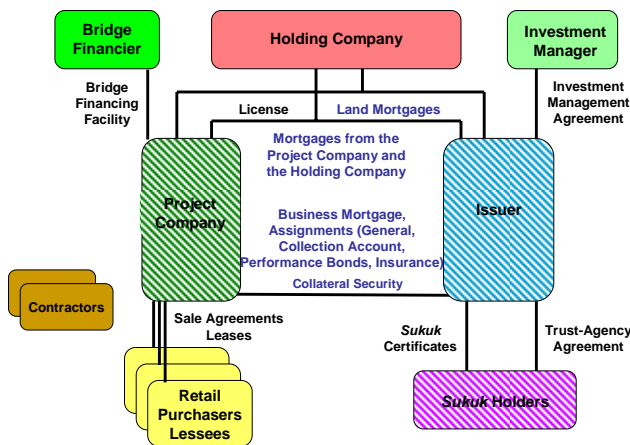 Bridge
Financier
Holding Company
Investment
Manager
Bridge
Financing
Facility
License
Land Mortgages
Investment
Management
Agreement
Mortgages from the
Project Company and
the Holding Company
Project
Company
Issuer
Business Mortgage,
Assignments (General,
Collection Account,
Performance Bonds, Insurance)
Collateral Security
Contractors
Sale Agreements
Leases
Sukuk
Certificates
Trust-Agency
Agreement
Retail
Purchasers
Lessees
Sukuk Holders